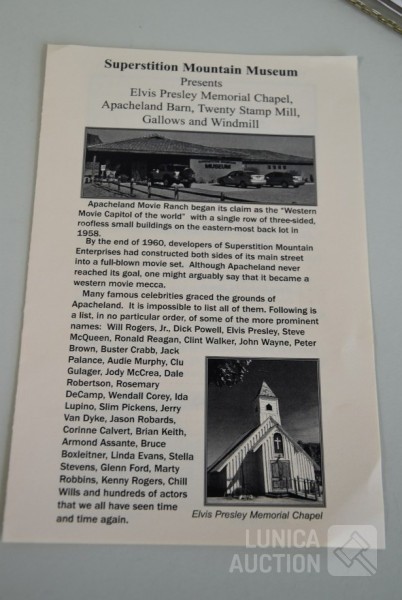 Superstition Mountain Museum
Presents
Elvis Presley Memorial Chapel,
Apacheland Barn, Twenty Stamp Mill,
Gallows and Windmill
MUSEUM
Apacheland Movie Ranch began its claim as the "Western
Movie Capitol of the world" with a single row of three-sided,
roofless small buildings on the eastern-most back lot in
1958.
By the end of 1960, developers of Superstition Mountain
Enterprises had constructed both sides of its main street
into a full-blown movie set. Although Apacheland never
reached its goal, one might arguably say that it became a
western movie mecca.
Many famous celebrities graced the grounds of
Apacheland. It is impossible to list all of them. Following is
a list, in no particular order, of some of the more prominent
names: Will Rogers, Jr., Dick Powell, Elvis Presley, Steve
McQueen, Ronald Reagan, Clint Walker, John Wayne, Peter
Brown, Buster Crabb, Jack
Palance, Audie Murphy, Clu
Gulager, Jody McCrea, Dale
Robertson, Rosemary
DeCamp, Wendall Corey, Ida
Lupino, Slim Pickens, Jerry
Van Dyke, Jason Robards,
Corinne Calvert, Brian Keith,
Armond Assante, Bruce
Boxleitner, Linda Evans, Stella
Stevens, Glenn Ford, Marty
Robbins, Kenny Rogers, Chill
Wills and hundreds of actors
that we all have seen time
and time again.
Elvis Presley Memorial Chapel
LUNICA
AUCTION